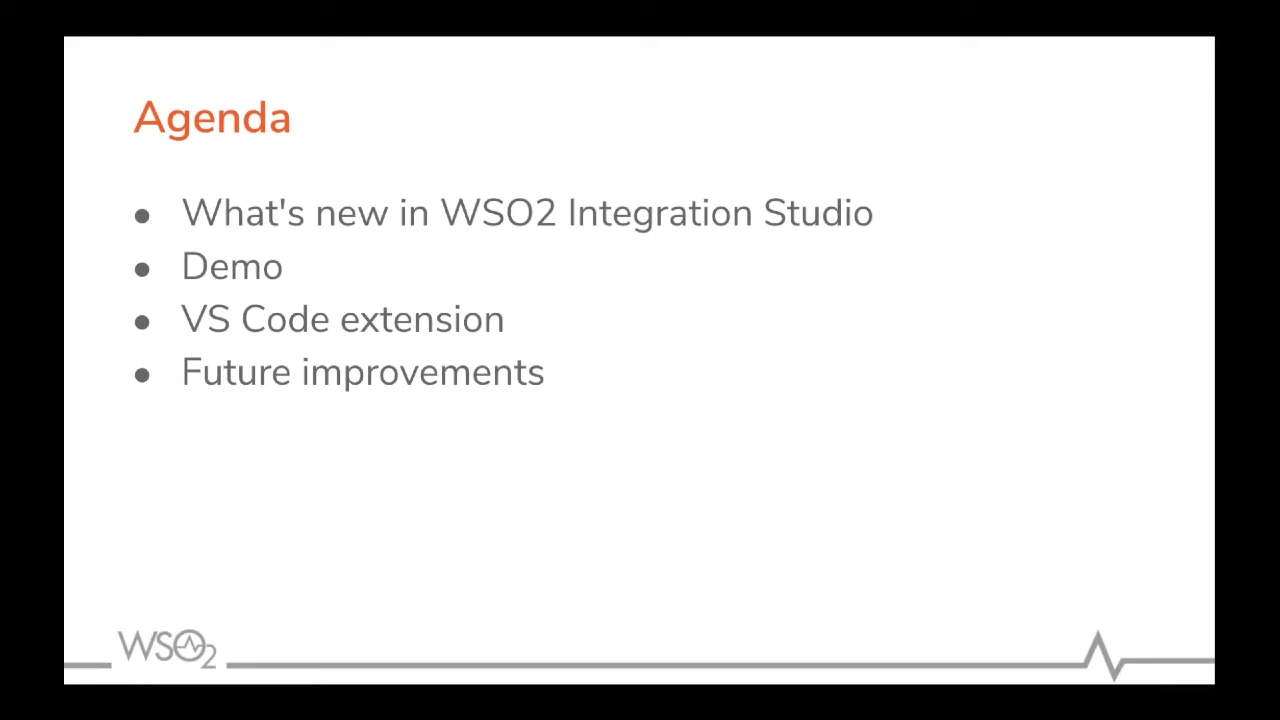 Agenda
● What's new in WSO2 Integration Studio
● Demo
● VS Code extension
● Future improvements
WSO2